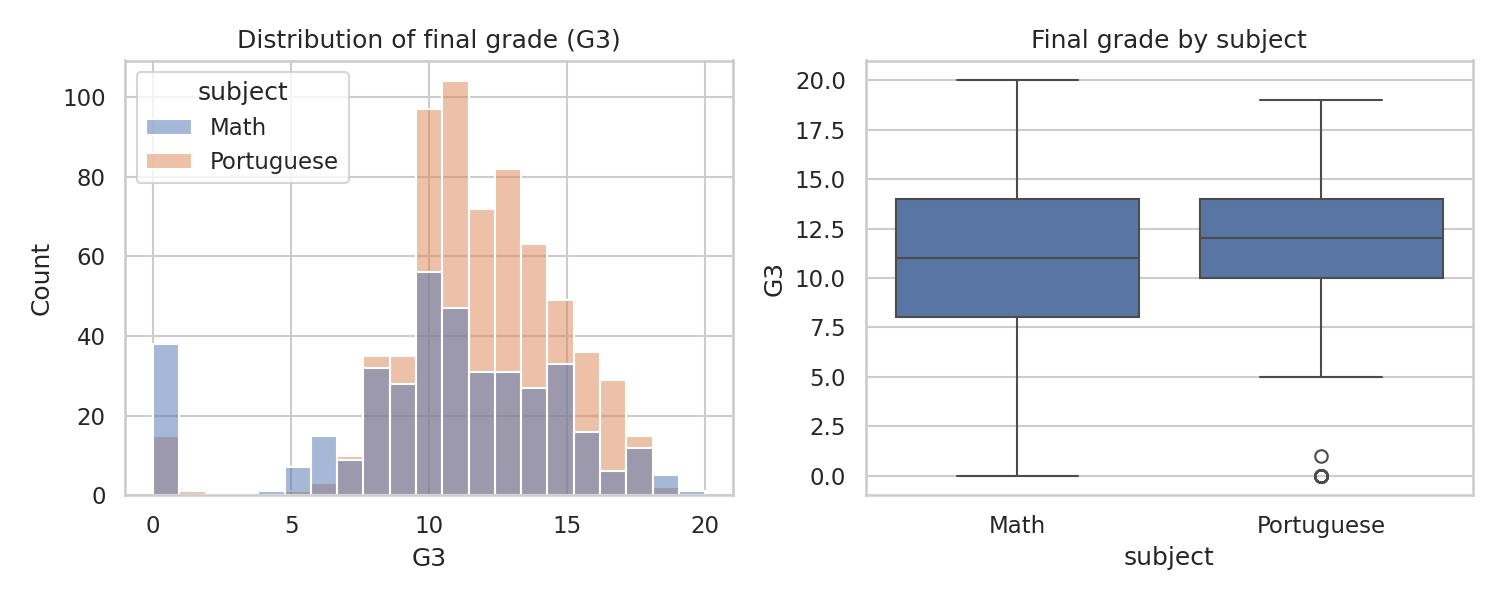 Distribution of final grade (G3)
subject
Math
Portuguese
100
80
60
40
20
0
Count
0 5 10 15 20
G3
Final grade by subject
20.0
17.5
15.0
12.5
10.0
7.5
5.0
2.5
0.0
G3
Math Portuguese
subject